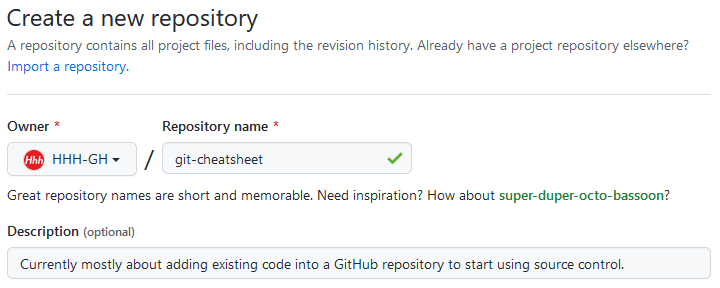 Create a new repository
A repository contains all project files, including the revision history. Already have a project repository elsewhere?
Import a repository.
Owner * Repository name *
Hhh HHH-GH / git-cheatsheet
Great repository names are short and memorable. Need inspiration? How about super-duper-octo-bassoon?
Description (optional)
Currently mostly about adding existing code into a GitHub repository to start using source control.